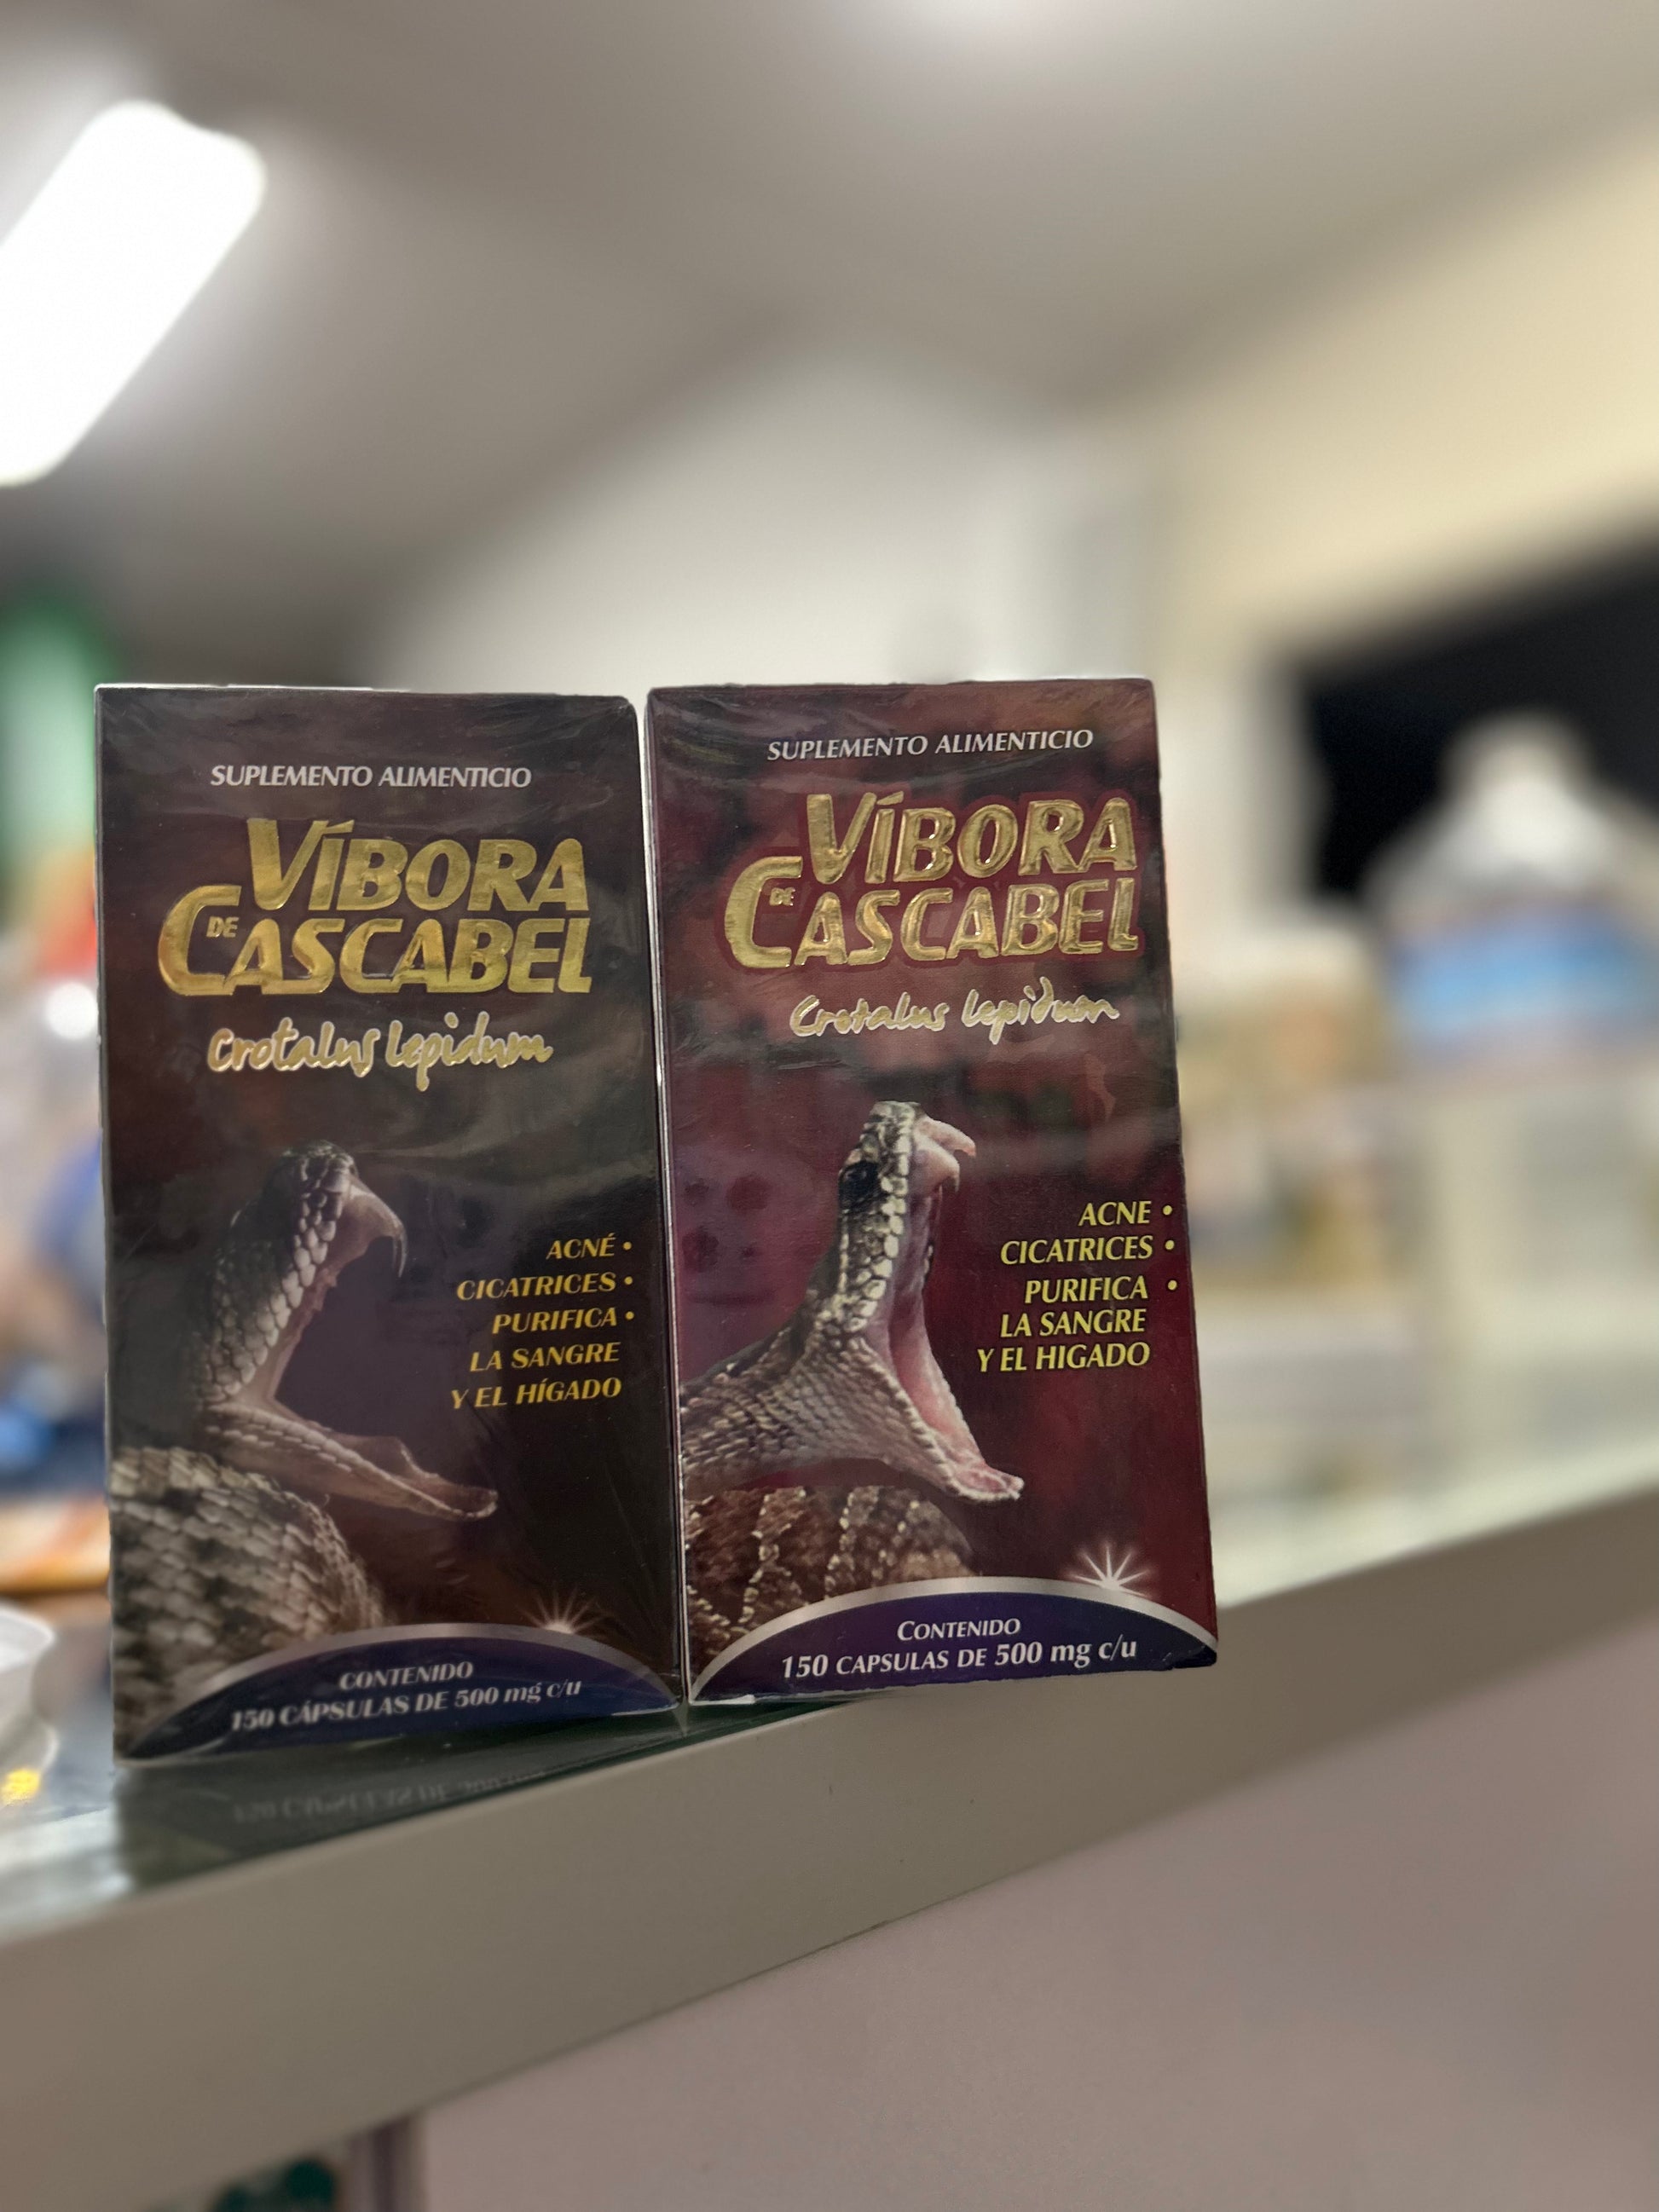 SUPLEMENTO ALIMENTICIO
VÍBORA
DE
CASCABEL
Crotalus lepidum
ACNÉ •
CICATRICES •
PURIFICA •
LA SANGRE
Y EL HÍGADO
CONTENIDO
150 CÁPSULAS DE 500 mg c/u
SUPLEMENTO ALIMENTICIO
VÍBORA
DE
CASCABEL
Crotalus lepidum
ACNE •
CICATRICES •
PURIFICA •
LA SANGRE
Y EL HIGADO
CONTENIDO
150 CAPSULAS DE 500 mg c/u